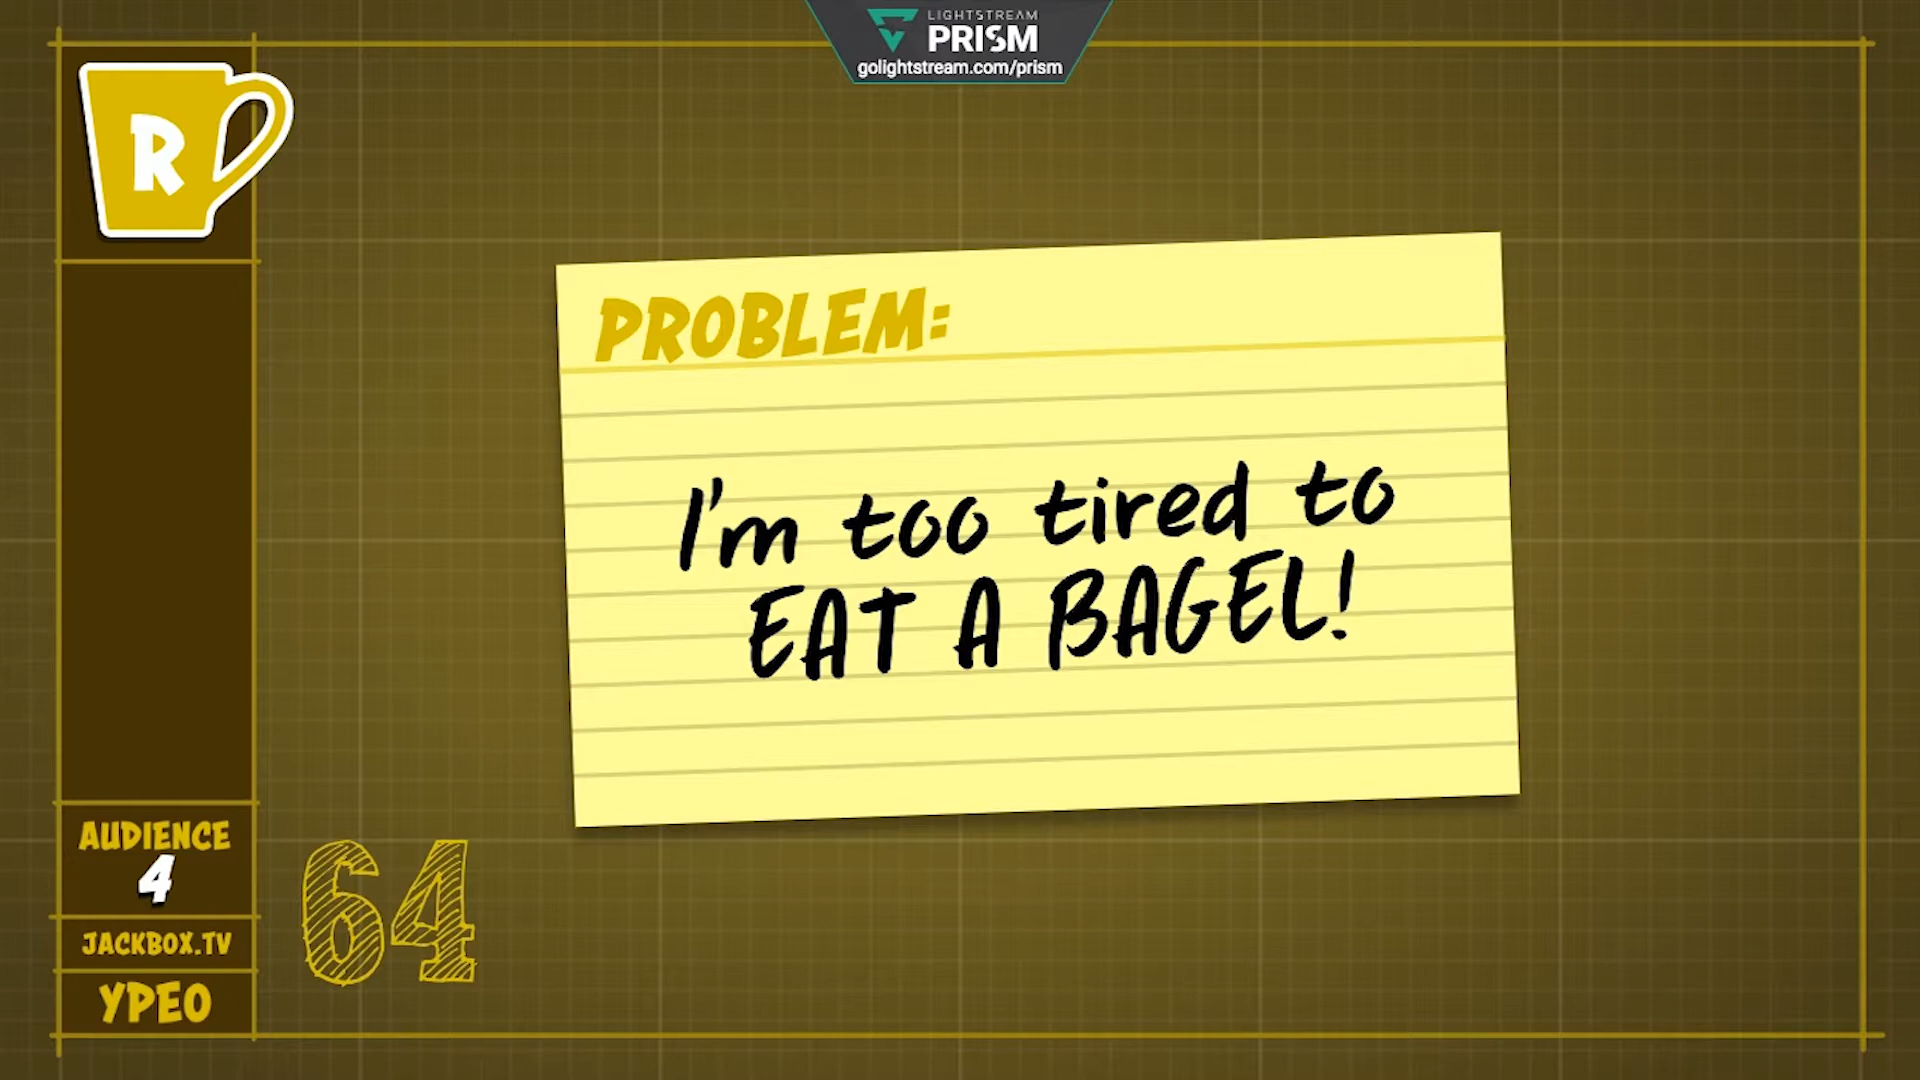 LIGHTSTREAM
PRISM
golightstream.com/prism
R
PROBLEM:
I'm too tired to
EAT A BAGEL!
AUDIENCE
4
64
JACKBOX.TV
YPEO